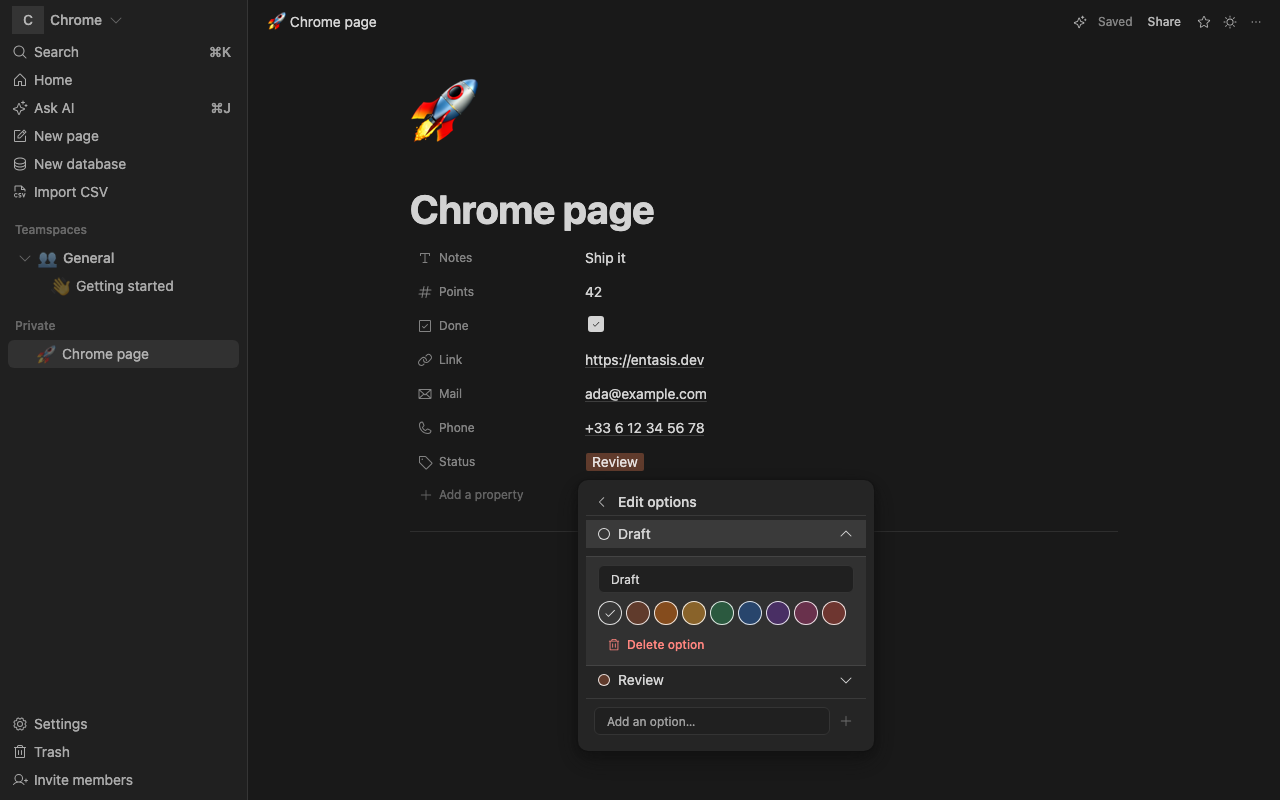 C Chrome
Search ⌘K
Home
Ask AI ⌘J
New page
New database
Import CSV
Teamspaces
General
Getting started
Private
Chrome page
Settings
Trash
Invite members
Chrome page
Saved Share
Chrome page
Notes Ship it
Points 42
Done
Link https://entasis.dev
Mail ada@example.com
Phone +33 6 12 34 56 78
Status Review
Add a property
Edit options
Draft
Draft
Delete option
Review
Add an option...